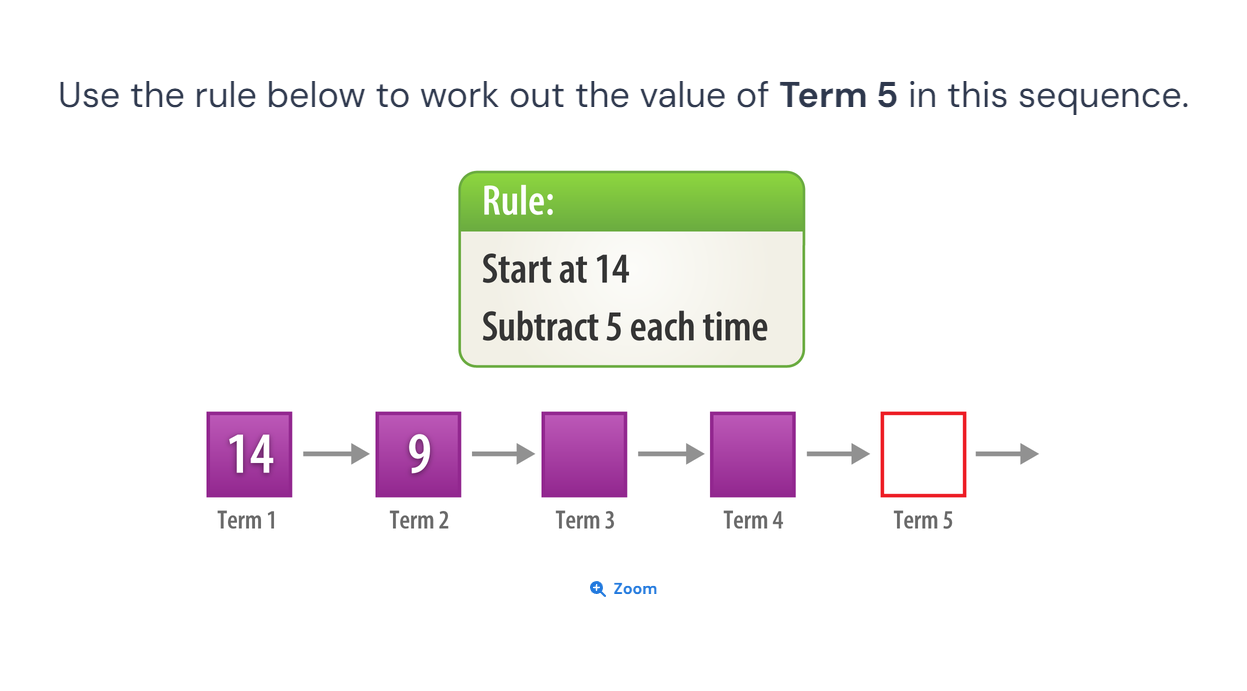 Use the rule below to work out the value of Term 5 in this sequence.
Rule:
Start at 14
Subtract 5 each time
14 9
Term 1 Term 2 Term 3 Term 4 Term 5
Zoom